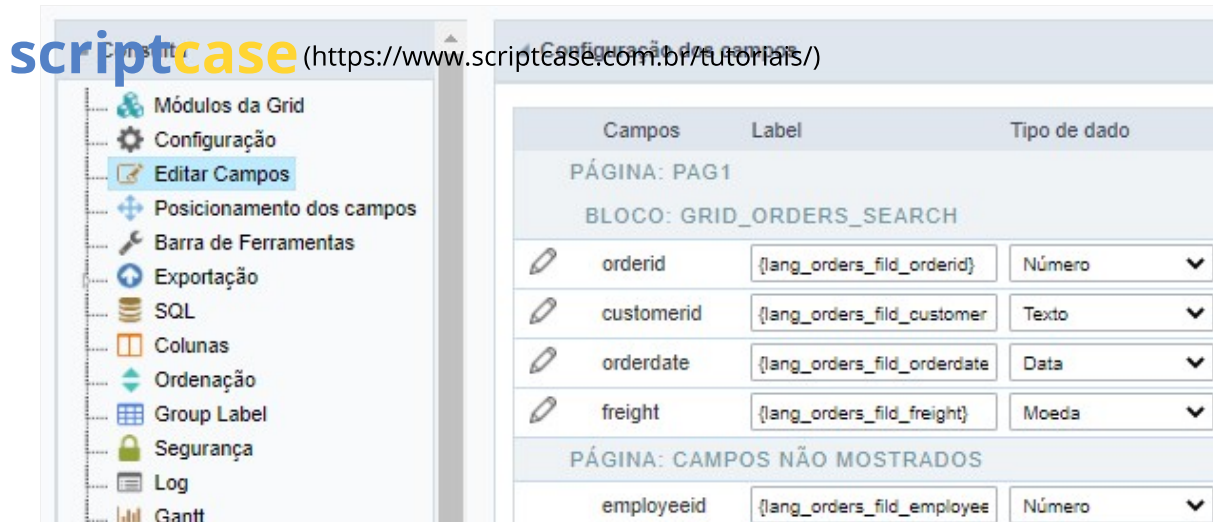 Consulta
scriptcase (https://www.scriptcase.com.br/tutorials/)
Módulos da Grid
Configuração
Editar Campos
Posicionamento dos campos
Barra de Ferramentas
Exportação
SQL
Colunas
Ordenação
Group Label
Segurança
Log
Gantt
Configuração dos campos
Campos Label Tipo de dado
PÁGINA: PAG1
BLOCO: GRID_ORDERS_SEARCH
orderid {lang_orders_fild_orderid} Número
customerid {lang_orders_fild_customer Texto
orderdate {lang_orders_fild_orderdate Data
freight {lang_orders_fild_freight} Moeda
PÁGINA: CAMPOS NÃO MOSTRADOS
employeeid {lang_orders_fild_employee Número